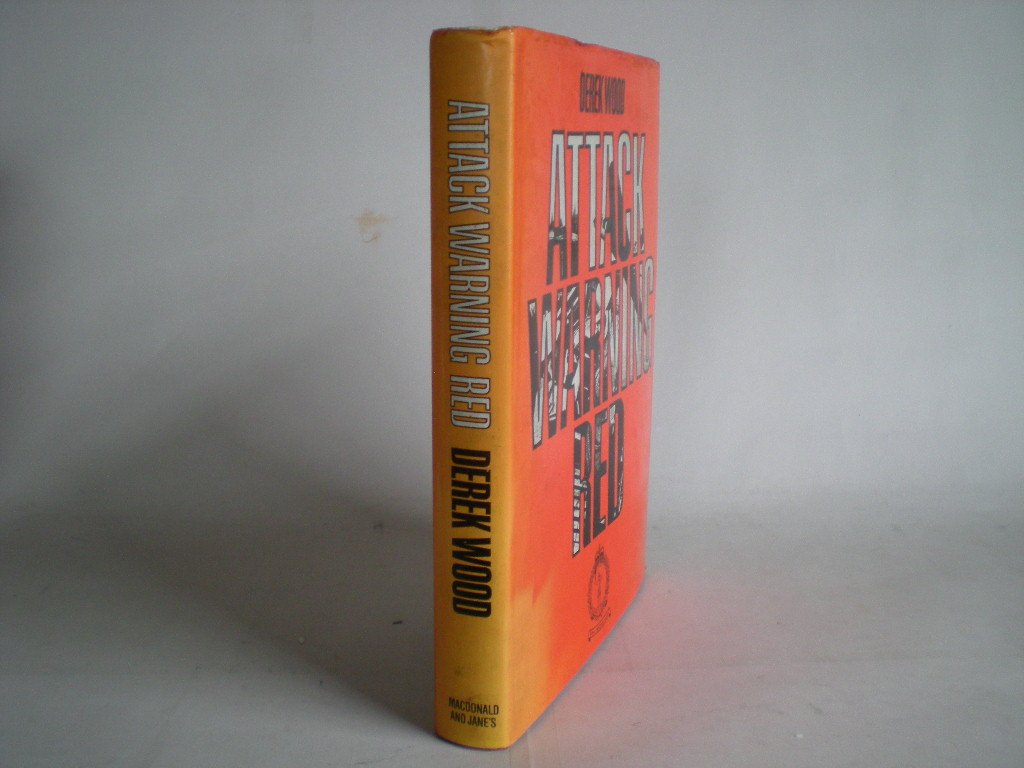 ATTACK WARNING RED DEREK WOOD
MACDONALD
AND JANE'S
DEREK WOOD
ATTACK
WARNING
RED